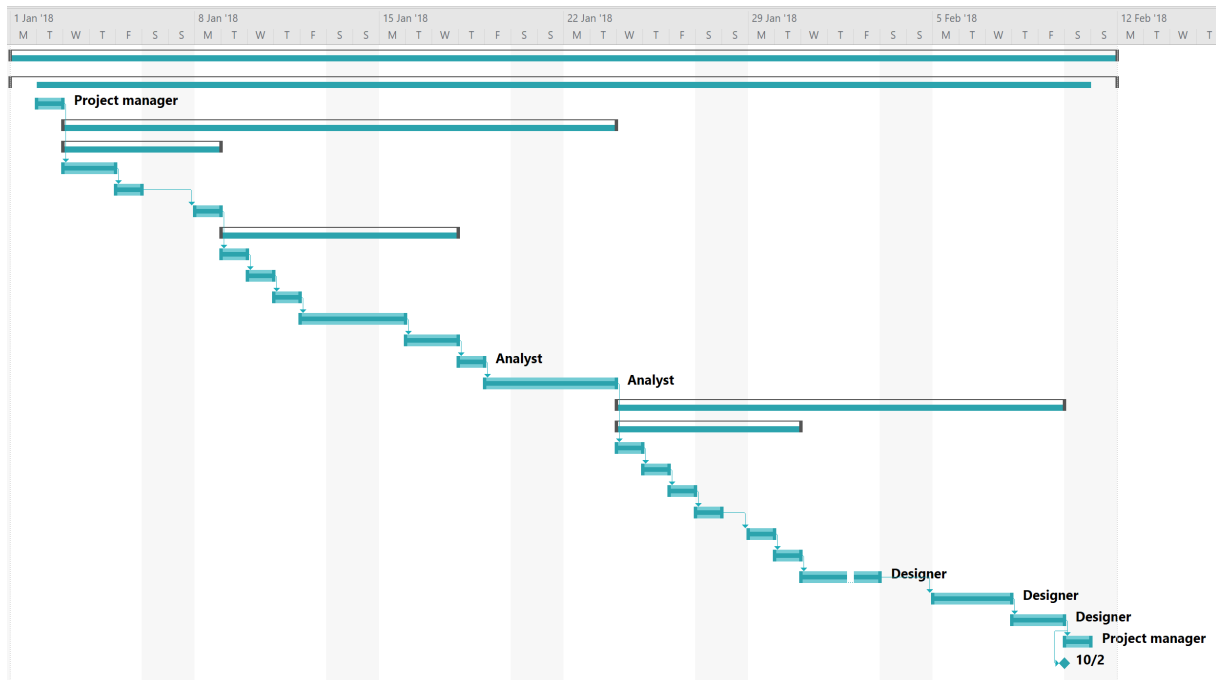 1 Jan '18 8 Jan '18 15 Jan '18 22 Jan '18 29 Jan '18 5 Feb '18 12 Feb '18
M T W T F S S M T W T F S S M T W T F S S M T W T F S S M T W T F S S M T W T F S S M T W T
Project manager
Analyst
Analyst
Designer
Designer
Designer
Project manager
10/2